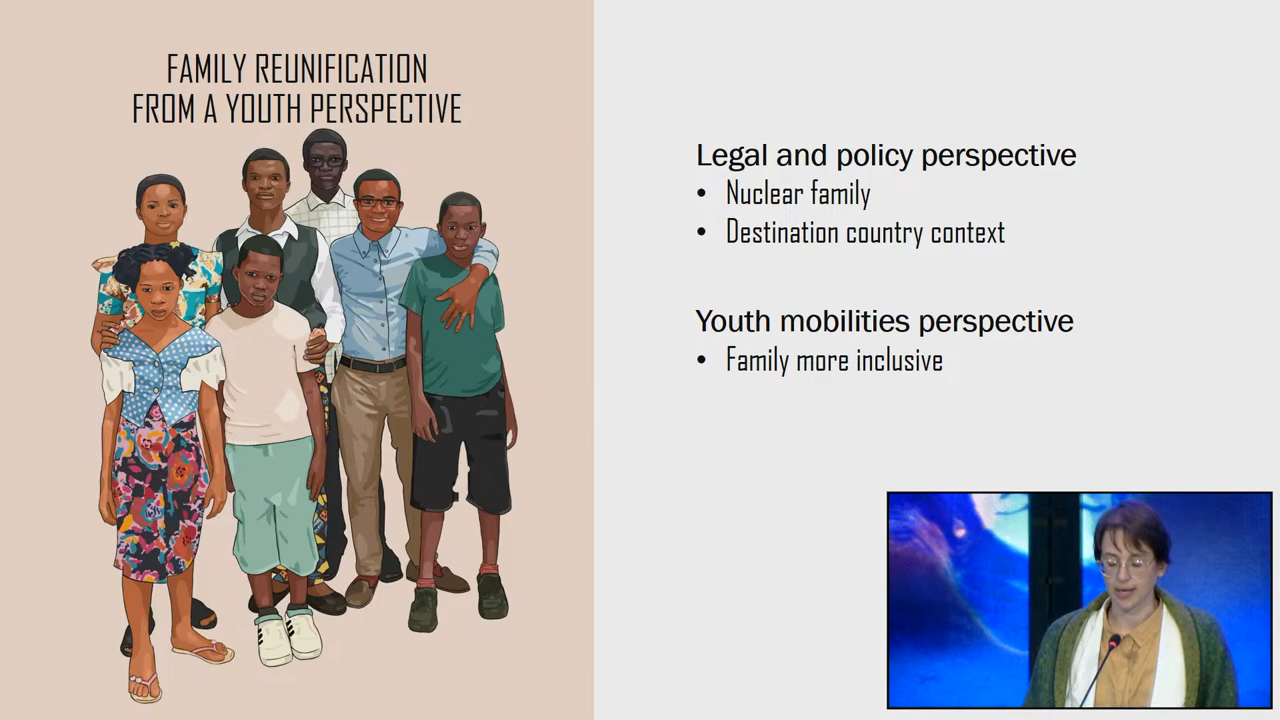 FAMILY REUNIFICATION
FROM A YOUTH PERSPECTIVE
Legal and policy perspective
• Nuclear family
• Destination country context
Youth mobilities perspective
• Family more inclusive